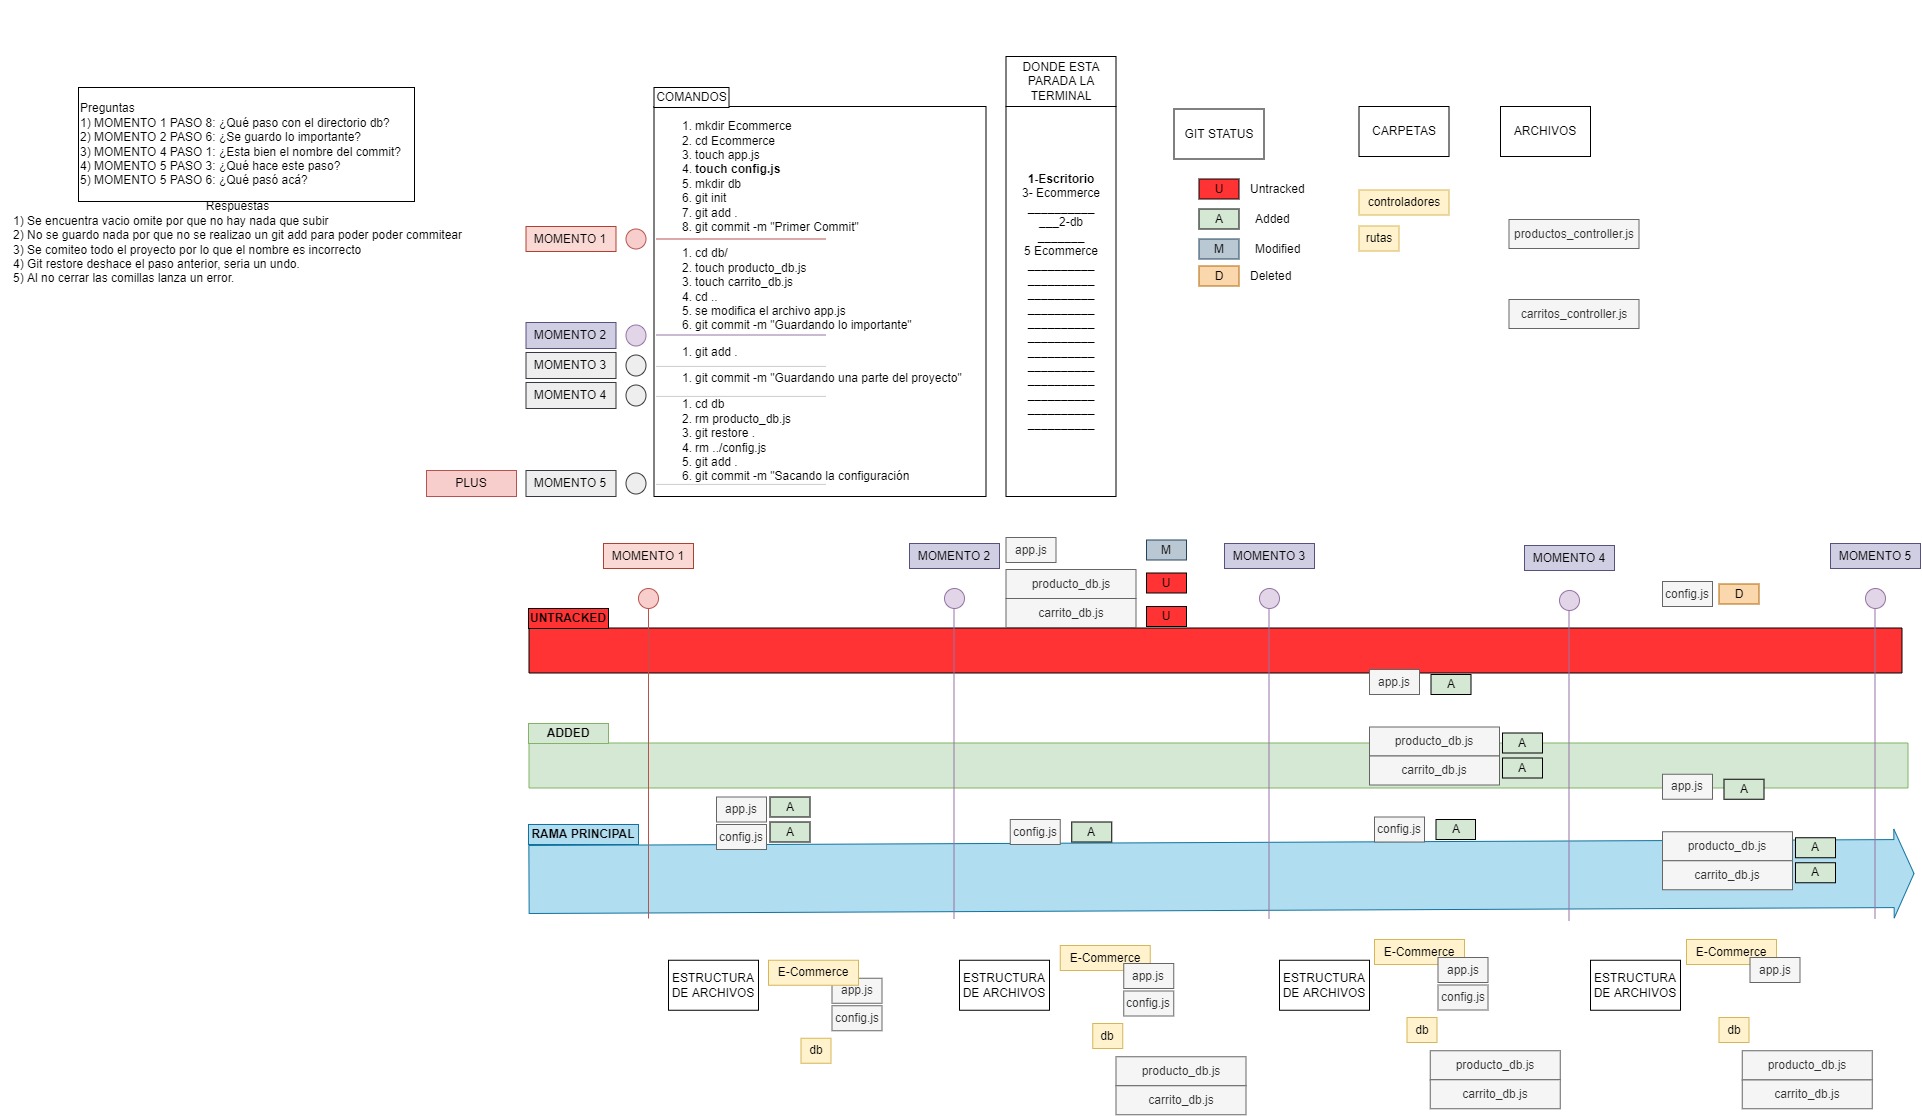 Preguntas
1) MOMENTO 1 PASO 8: ¿Qué paso con el directorio db?
2) MOMENTO 2 PASO 6: ¿Se guardo lo importante?
3) MOMENTO 4 PASO 1: ¿Esta bien el nombre del commit?
4) MOMENTO 5 PASO 3: ¿Qué hace este paso?
5) MOMENTO 5 PASO 6: ¿Qué pasó acá?
Respuestas
1) Se encuentra vacio omite por que no hay nada que subir
2) No se guardo nada por que no se realizao un git add para poder poder commitear
3) Se comiteo todo el proyecto por lo que el nombre es incorrecto
4) Git restore deshace el paso anterior, seria un undo.
5) Al no cerrar las comillas lanza un error.
COMANDOS
1. mkdir Ecommerce
2. cd Ecommerce
3. touch app.js
4. touch config.js
5. mkdir db
6. git init
7. git add .
8. git commit -m "Primer Commit"
MOMENTO 1
1. cd db/
2. touch producto_db.js
3. touch carrito_db.js
4. cd ..
5. se modifica el archivo app.js
6. git commit -m "Guardando lo importante"
MOMENTO 2
1. git add .
MOMENTO 3
1. git commit -m "Guardando una parte del proyecto"
MOMENTO 4
1. cd db
2. rm producto_db.js
3. git restore .
4. rm ../config.js
5. git add .
6. git commit -m "Sacando la configuración
PLUS
MOMENTO 5
DONDE ESTA
PARADA LA
TERMINAL
1-Escritorio
3- Ecommerce
__________
___2-db
_______
5 Ecommerce
__________
__________
__________
__________
__________
__________
__________
__________
__________
__________
__________
__________
GIT STATUS
U Untracked
A Added
M Modified
D Deleted
CARPETAS
controladores
rutas
ARCHIVOS
productos_controller.js
carritos_controller.js
MOMENTO 1
MOMENTO 2
app.js M
producto_db.js U
carrito_db.js U
MOMENTO 3
MOMENTO 4
config.js D
MOMENTO 5
UNTRACKED
app.js A
ADDED
producto_db.js A
carrito_db.js A
app.js A
RAMA PRINCIPAL
app.js A
config.js A
config.js A
config.js A
producto_db.js A
carrito_db.js A
ESTRUCTURA
DE ARCHIVOS
E-Commerce
app.js
config.js
db
ESTRUCTURA
DE ARCHIVOS
E-Commerce
app.js
config.js
db
producto_db.js
carrito_db.js
ESTRUCTURA
DE ARCHIVOS
E-Commerce
app.js
config.js
db
producto_db.js
carrito_db.js
ESTRUCTURA
DE ARCHIVOS
E-Commerce
app.js
db
producto_db.js
carrito_db.js